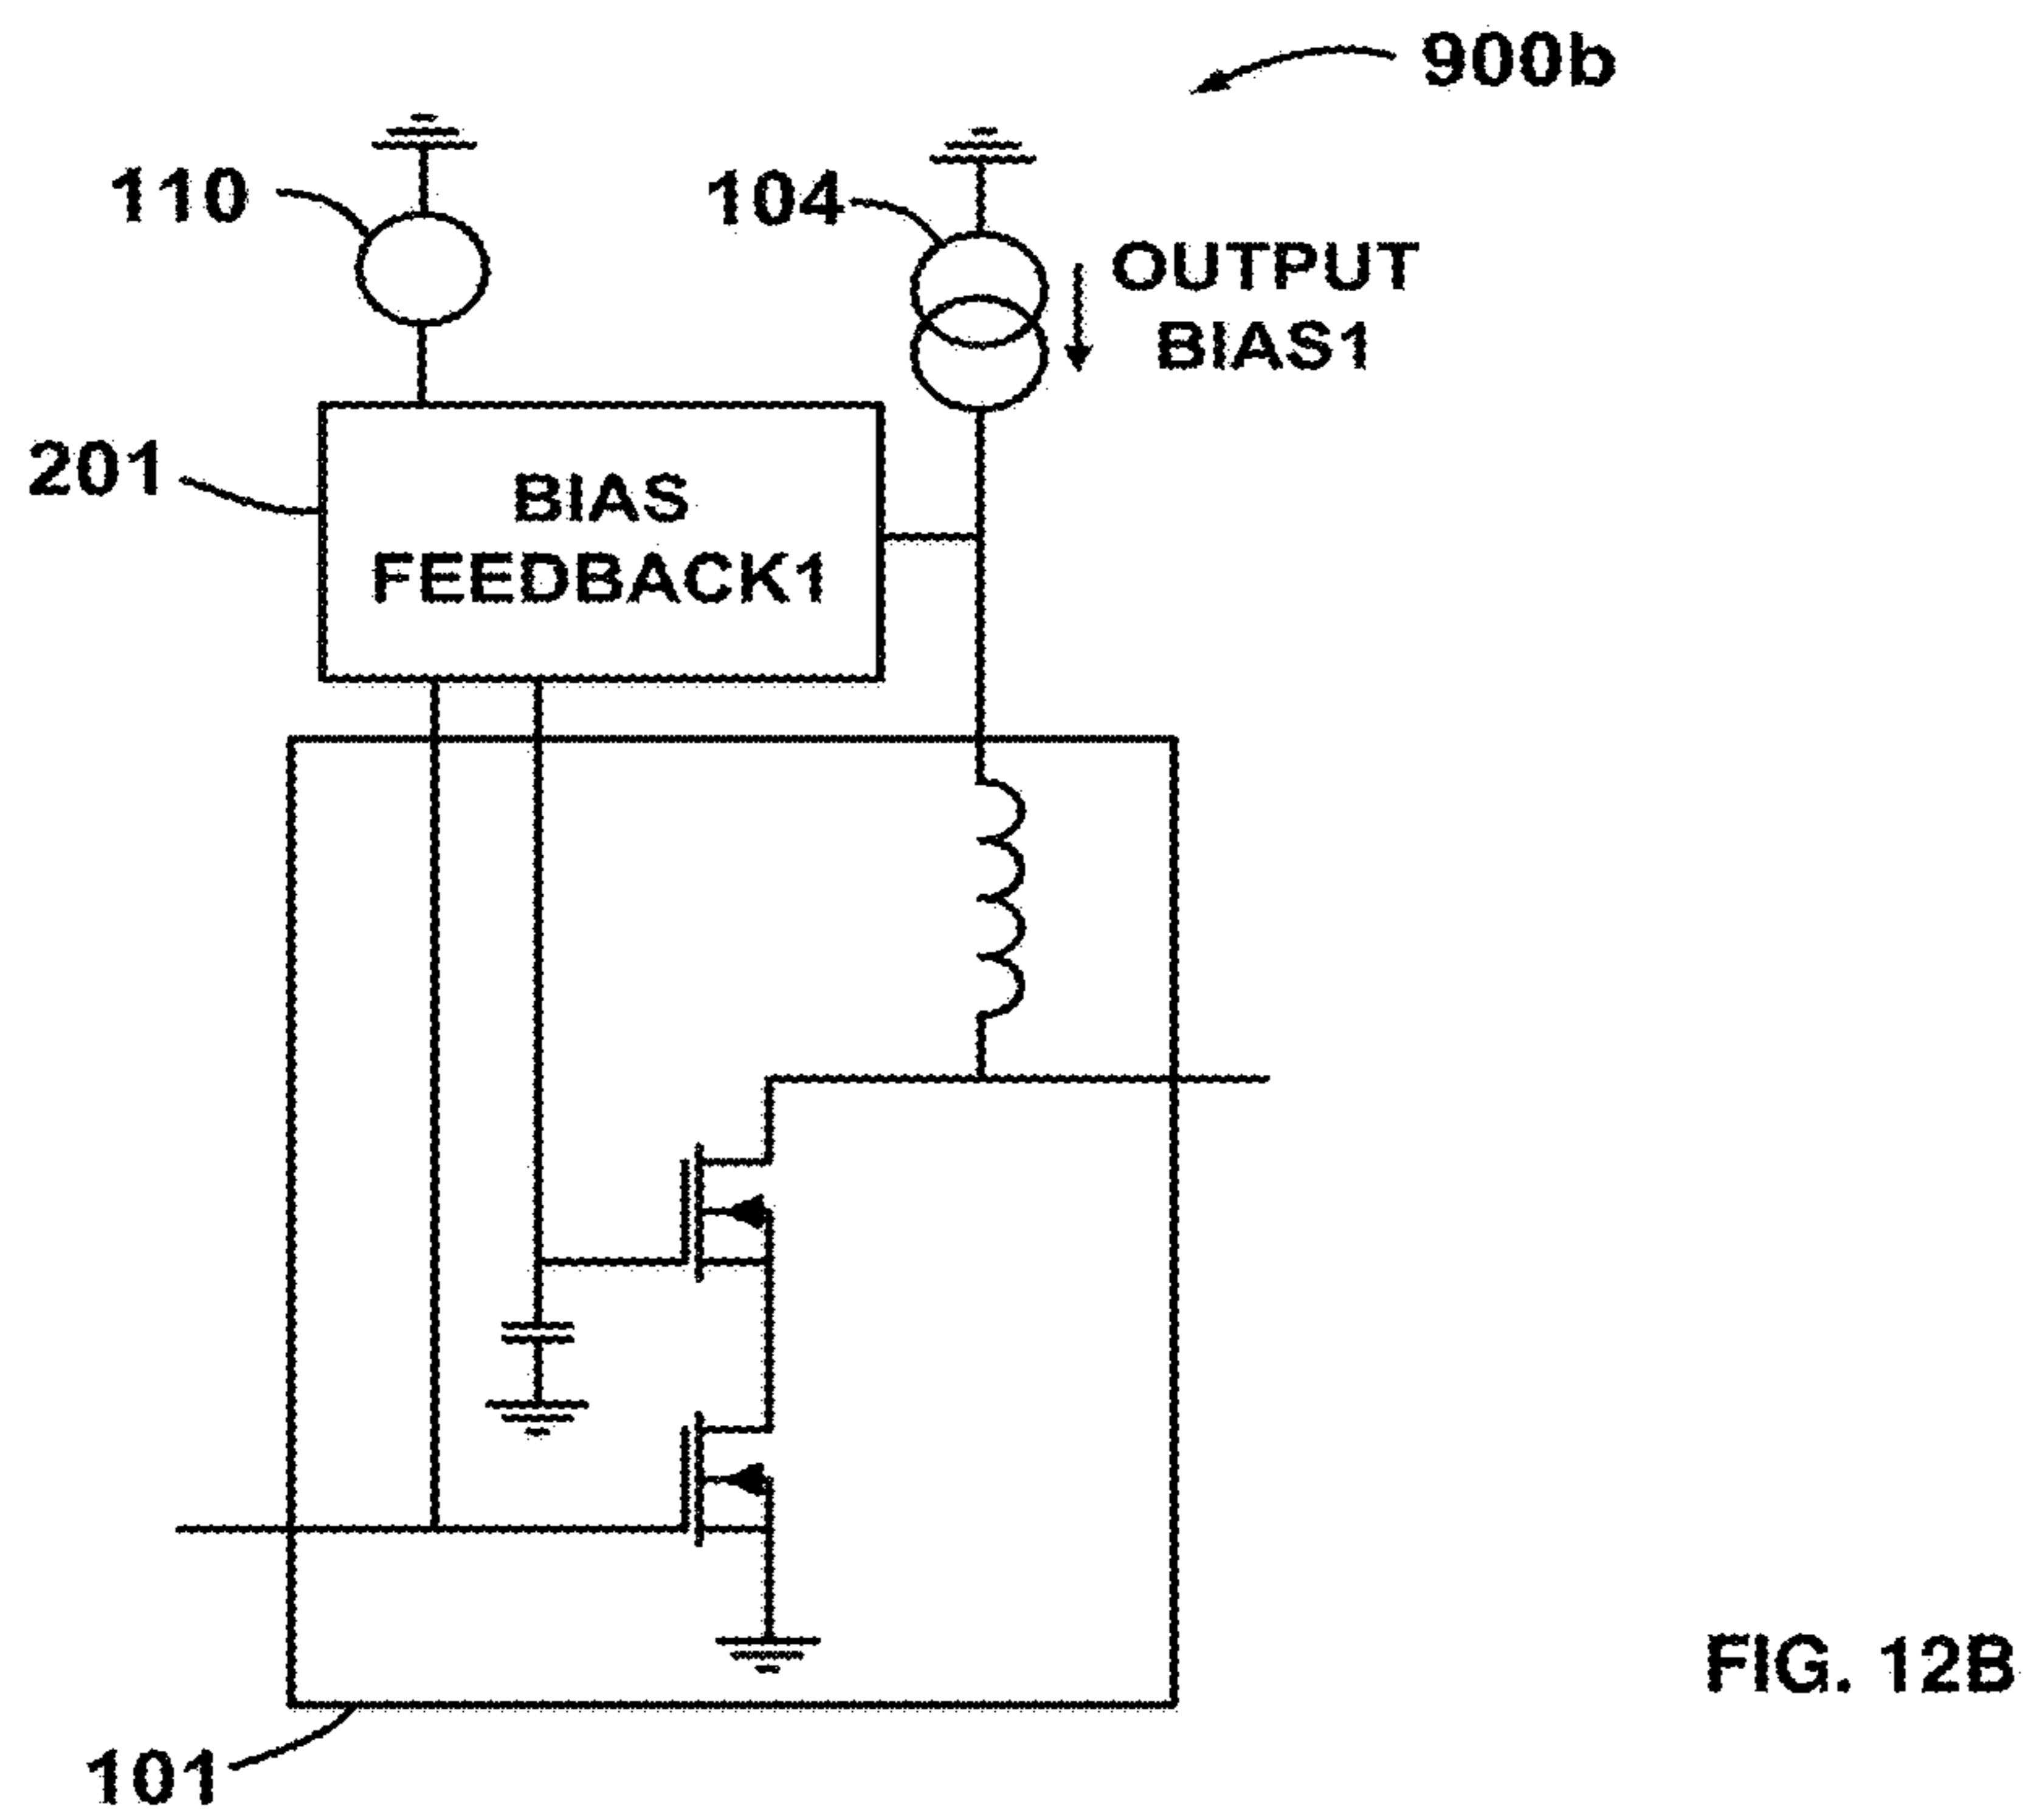 900b
110
104
OUTPUT
BIAS1
201
BIAS
FEEDBACK1
FIG. 12B
101